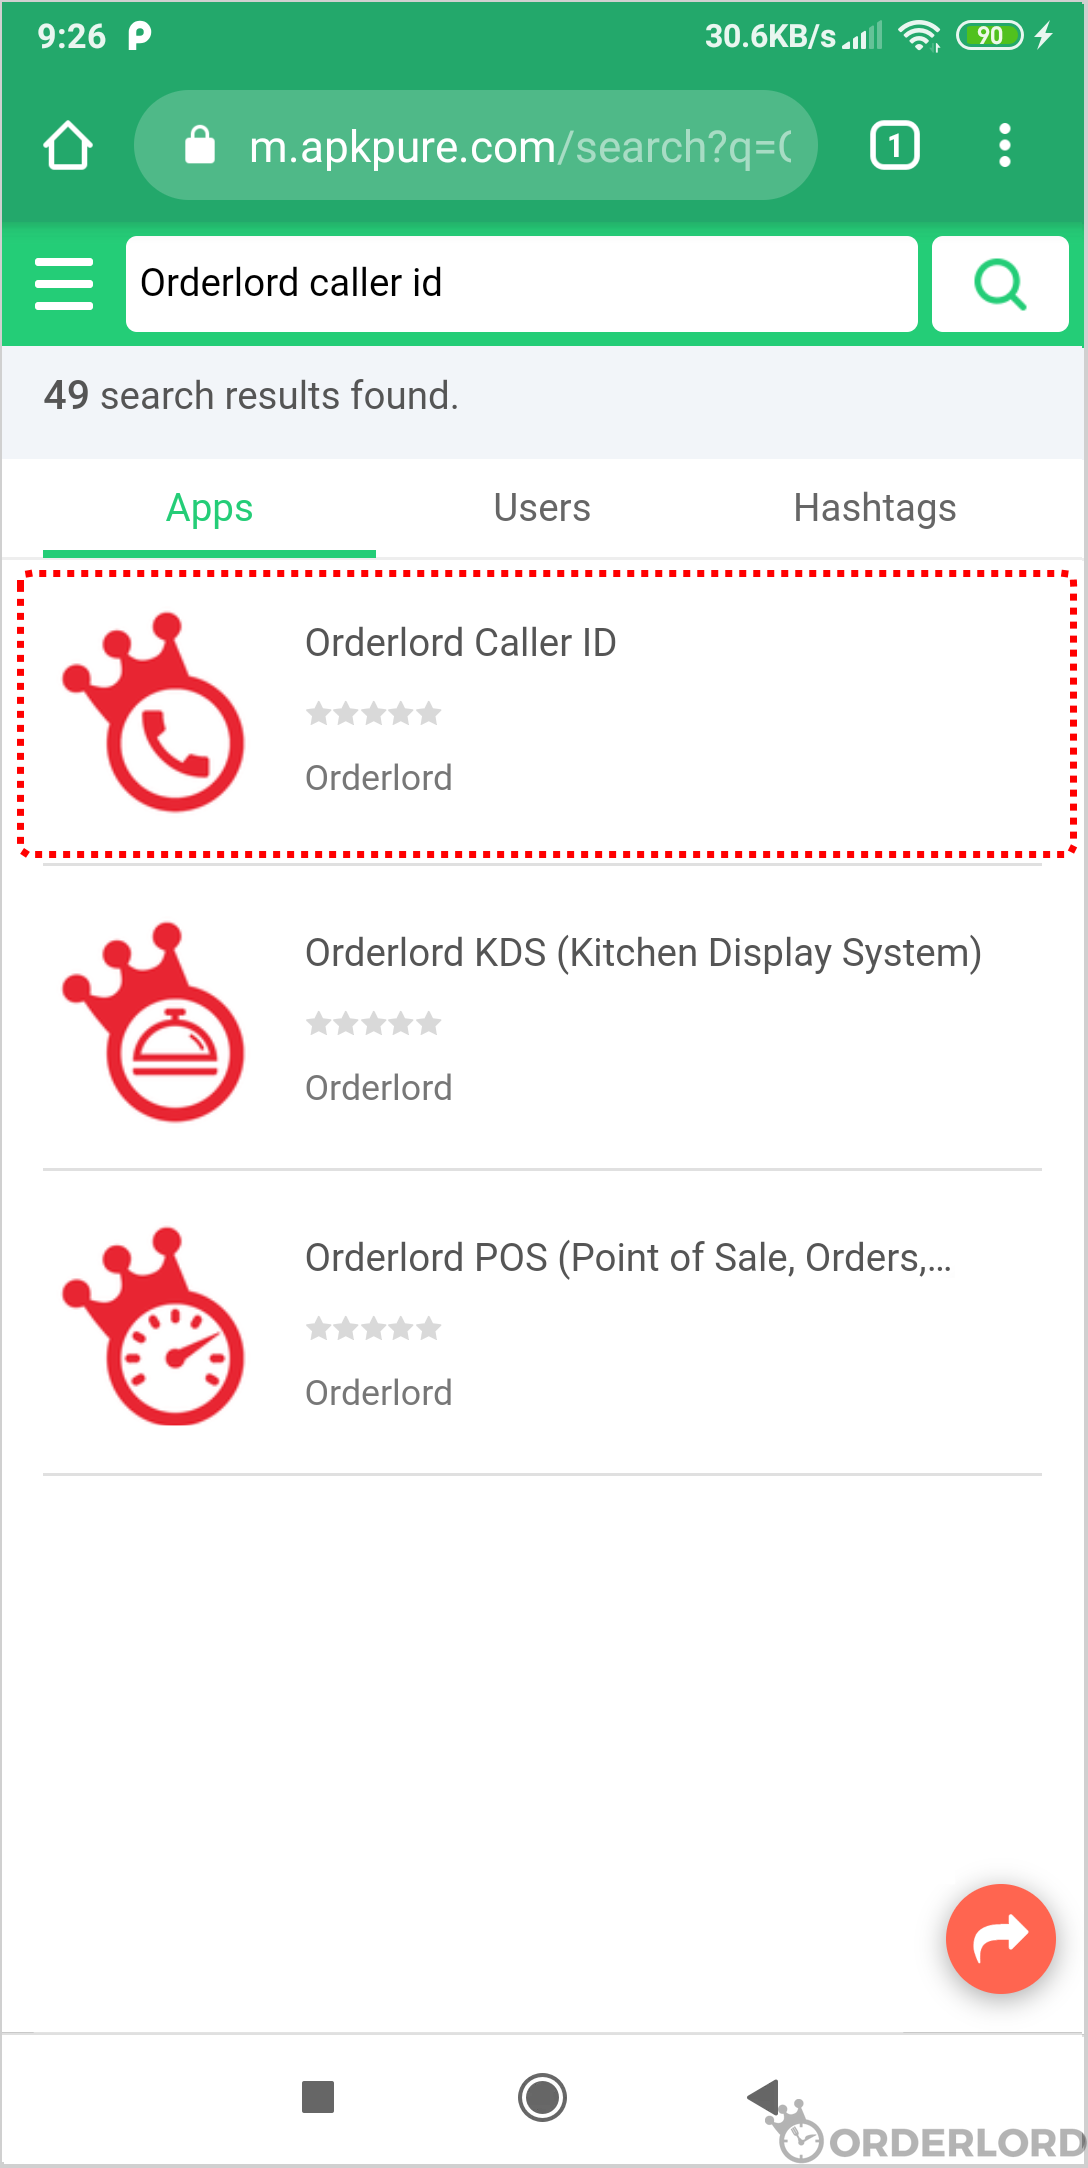 9:26 30.6KB/s 90
m.apkpure.com/search?q= 1
Orderlord caller id
49 search results found.
Apps Users Hashtags
Orderlord Caller ID
Orderlord
Orderlord KDS (Kitchen Display System)
Orderlord
Orderlord POS (Point of Sale, Orders,...
Orderlord
ORDERLORD